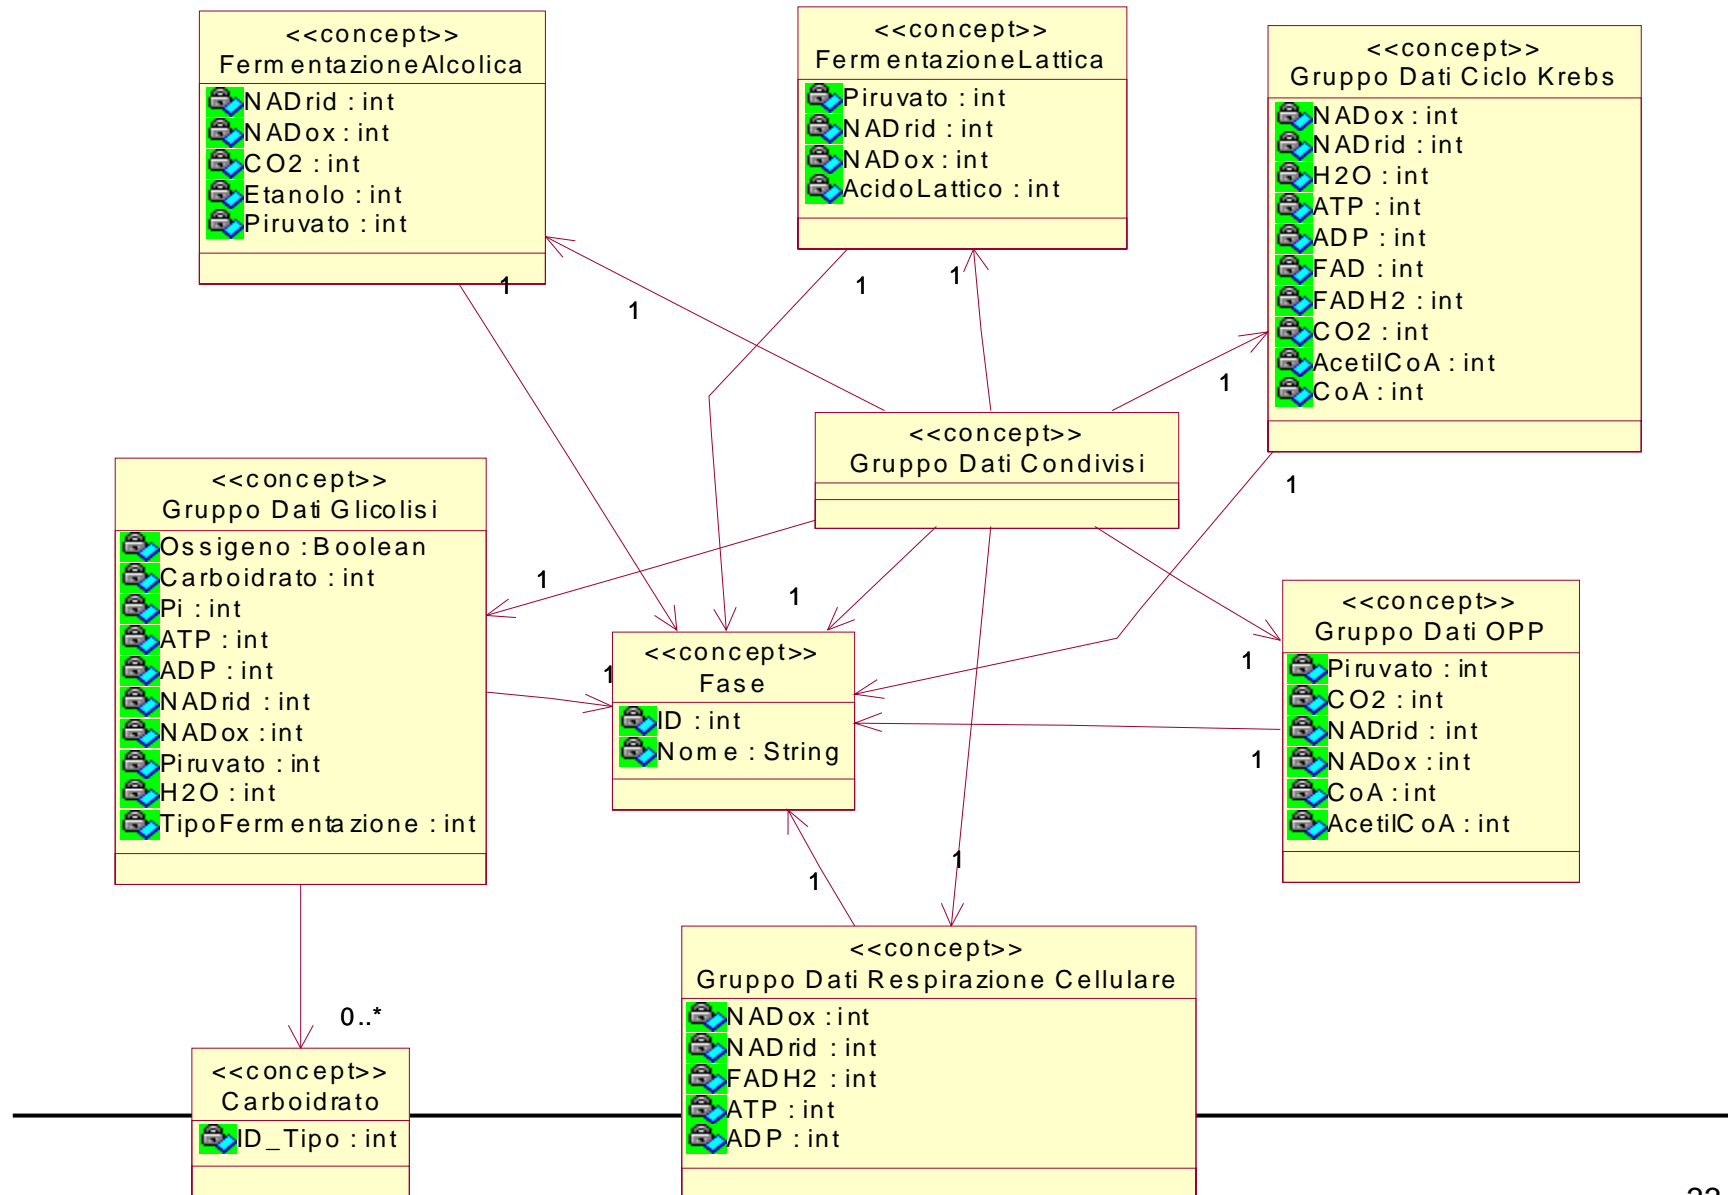 <<concept>>
FermentazioneAlcolica
NADrid : int
NADox : int
CO2 : int
Etanolo : int
Piruvato : int
<<concept>>
FermentazioneLattica
Piruvato : int
NADrid : int
NADox : int
AcidoLattico : int
<<concept>>
Gruppo Dati Ciclo Krebs
NADox : int
NADrid : int
H2O : int
ATP : int
ADP : int
FAD : int
FADH2 : int
CO2 : int
AcetilCoA : int
CoA : int
1
1
1
1
1
<<concept>>
Gruppo Dati Condivisi
1
<<concept>>
Gruppo Dati Glicolisi
Ossigeno : Boolean
Carboidrato : int
Pi : int
ATP : int
ADP : int
NADrid : int
NADox : int
Piruvato : int
H2O : int
TipoFermentazione : int
1
1
1
<<concept>>
Fase
ID : int
Nome : String
1
1
<<concept>>
Gruppo Dati OPP
Piruvato : int
CO2 : int
NADrid : int
NADox : int
CoA : int
AcetilCoA : int
1
1
0..*
<<concept>>
Carboidrato
ID_Tipo : int
<<concept>>
Gruppo Dati Respirazione Cellulare
NADox : int
NADrid : int
FADH2 : int
ATP : int
ADP : int